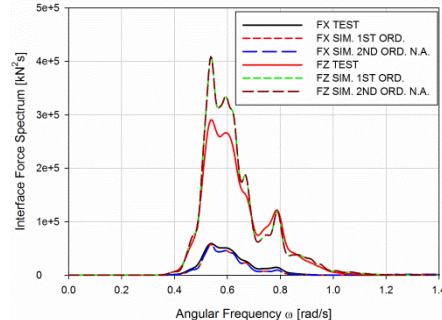 5e+5
4e+5
3e+5
2e+5
1e+5
0
Interface Force Spectrum [kN²s]
FX TEST
FX SIM. 1ST ORD.
FX SIM. 2ND ORD. N.A.
FZ TEST
FZ SIM. 1ST ORD.
FZ SIM. 2ND ORD. N.A.
0.0 0.2 0.4 0.6 0.8 1.0 1.2 1.4
Angular Frequency ω [rad/s]